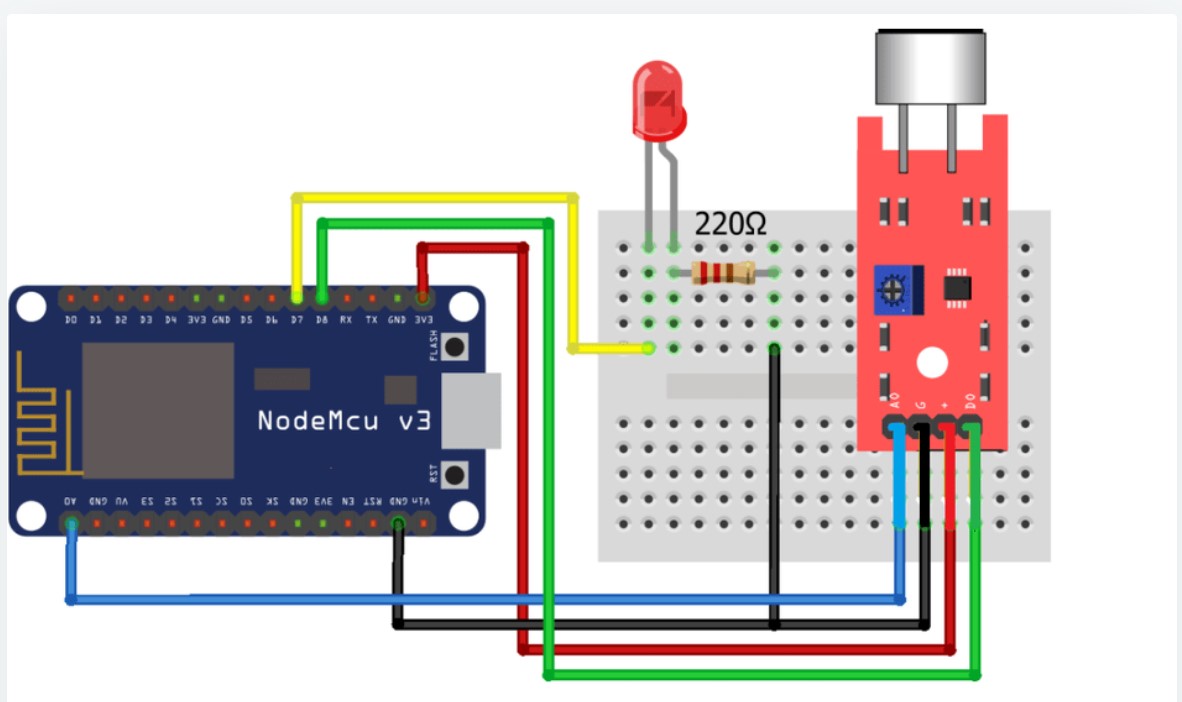 220Ω
D0 D1 D2 D3 D4 3V3 GND D5 D6 D7 D8 RX TX GND 3V3
FLASH
A0 G + D0
NodeMcu v3
RST
A0 GND VU S3 S2 S1 SC S0 SK GND 3V3 EN RST GND Vin